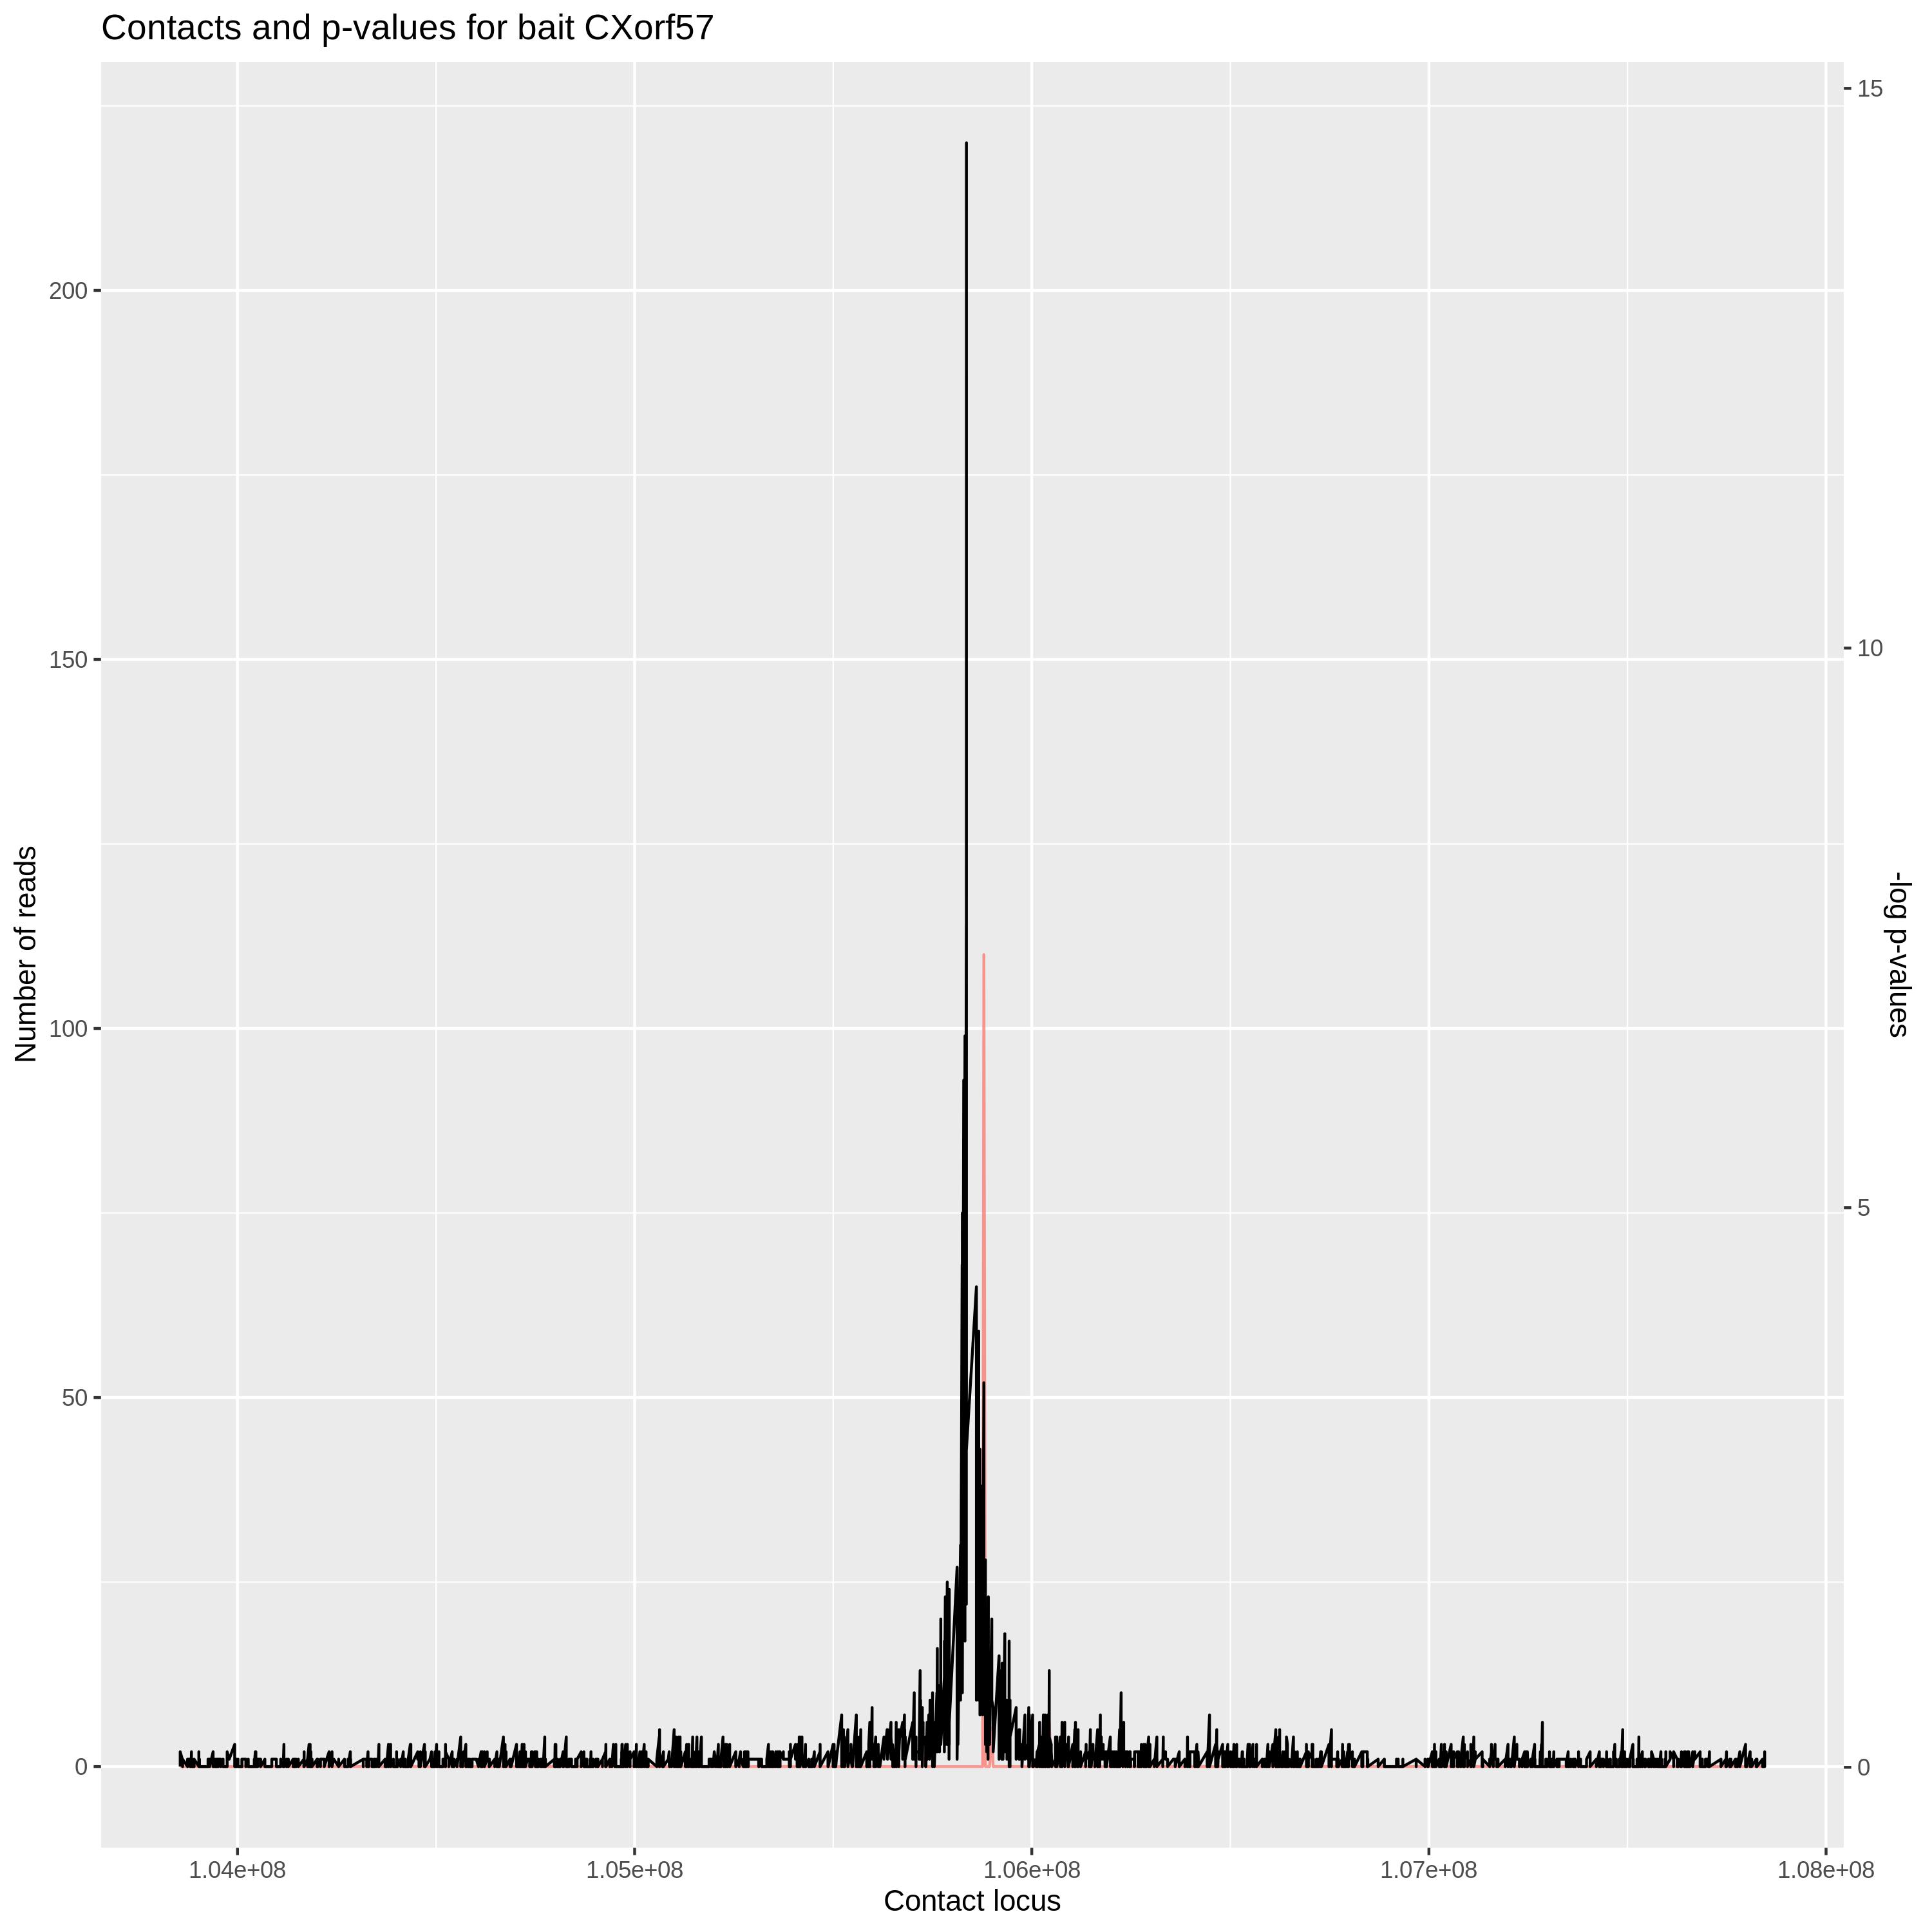 Contacts and p-values for bait CXorf57
15
200
150
10
Number of reads
-log p-values
100
5
50
0
0
1.04e+08
1.05e+08
1.06e+08
1.07e+08
1.08e+08
Contact locus